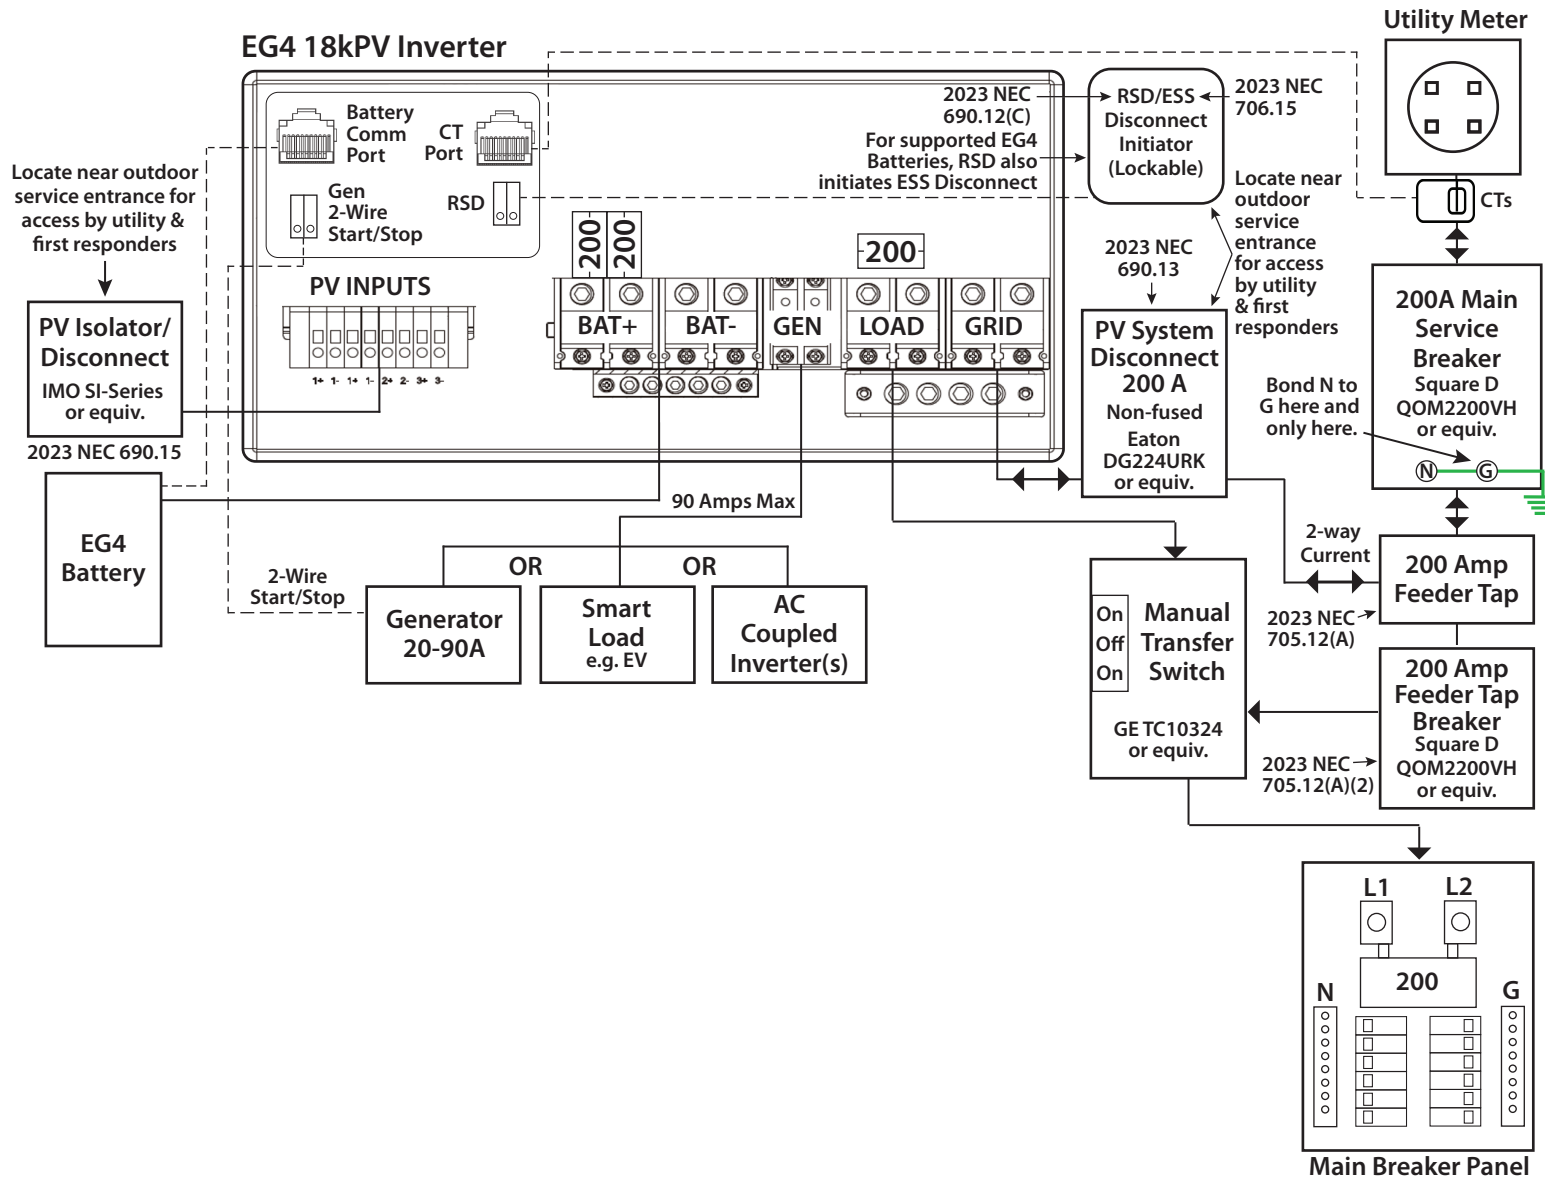 Utility Meter
EG4 18kPV Inverter
Battery
Comm
Port
CT
Port
Gen
2-Wire
Start/Stop
RSD
2023 NEC
690.12(C)
For supported EG4
Batteries, RSD also
initiates ESS Disconnect
RSD/ESS
Disconnect
Initiator
(Lockable)
2023 NEC
706.15
CTs
Locate near outdoor
service entrance for
access by utility &
first responders
Locate near
outdoor
service
entrance
for access
by utility
& first
responders
200
200
200
2023 NEC
690.13
PV INPUTS
1+ 1- 1+ 1- 2+ 2- 3+ 3-
BAT+
BAT-
GEN
LOAD
GRID
PV Isolator/
Disconnect
IMO SI-Series
or equiv.
2023 NEC 690.15
PV System
Disconnect
200 A
Non-fused
Eaton
DG224URK
or equiv.
200A Main
Service
Breaker
Square D
QOM2200VH
or equiv.
Bond N to
G here and
only here.
N
G
EG4
Battery
90 Amps Max
2-Wire
Start/Stop
OR
OR
Generator
20-90A
Smart
Load
e.g. EV
AC
Coupled
Inverter(s)
2-way
Current
200 Amp
Feeder Tap
2023 NEC
705.12(A)
On
Off
On
Manual
Transfer
Switch
GE TC10324
or equiv.
200 Amp
Feeder Tap
Breaker
Square D
QOM2200VH
or equiv.
2023 NEC
705.12(A)(2)
L1
L2
200
N
G
Main Breaker Panel